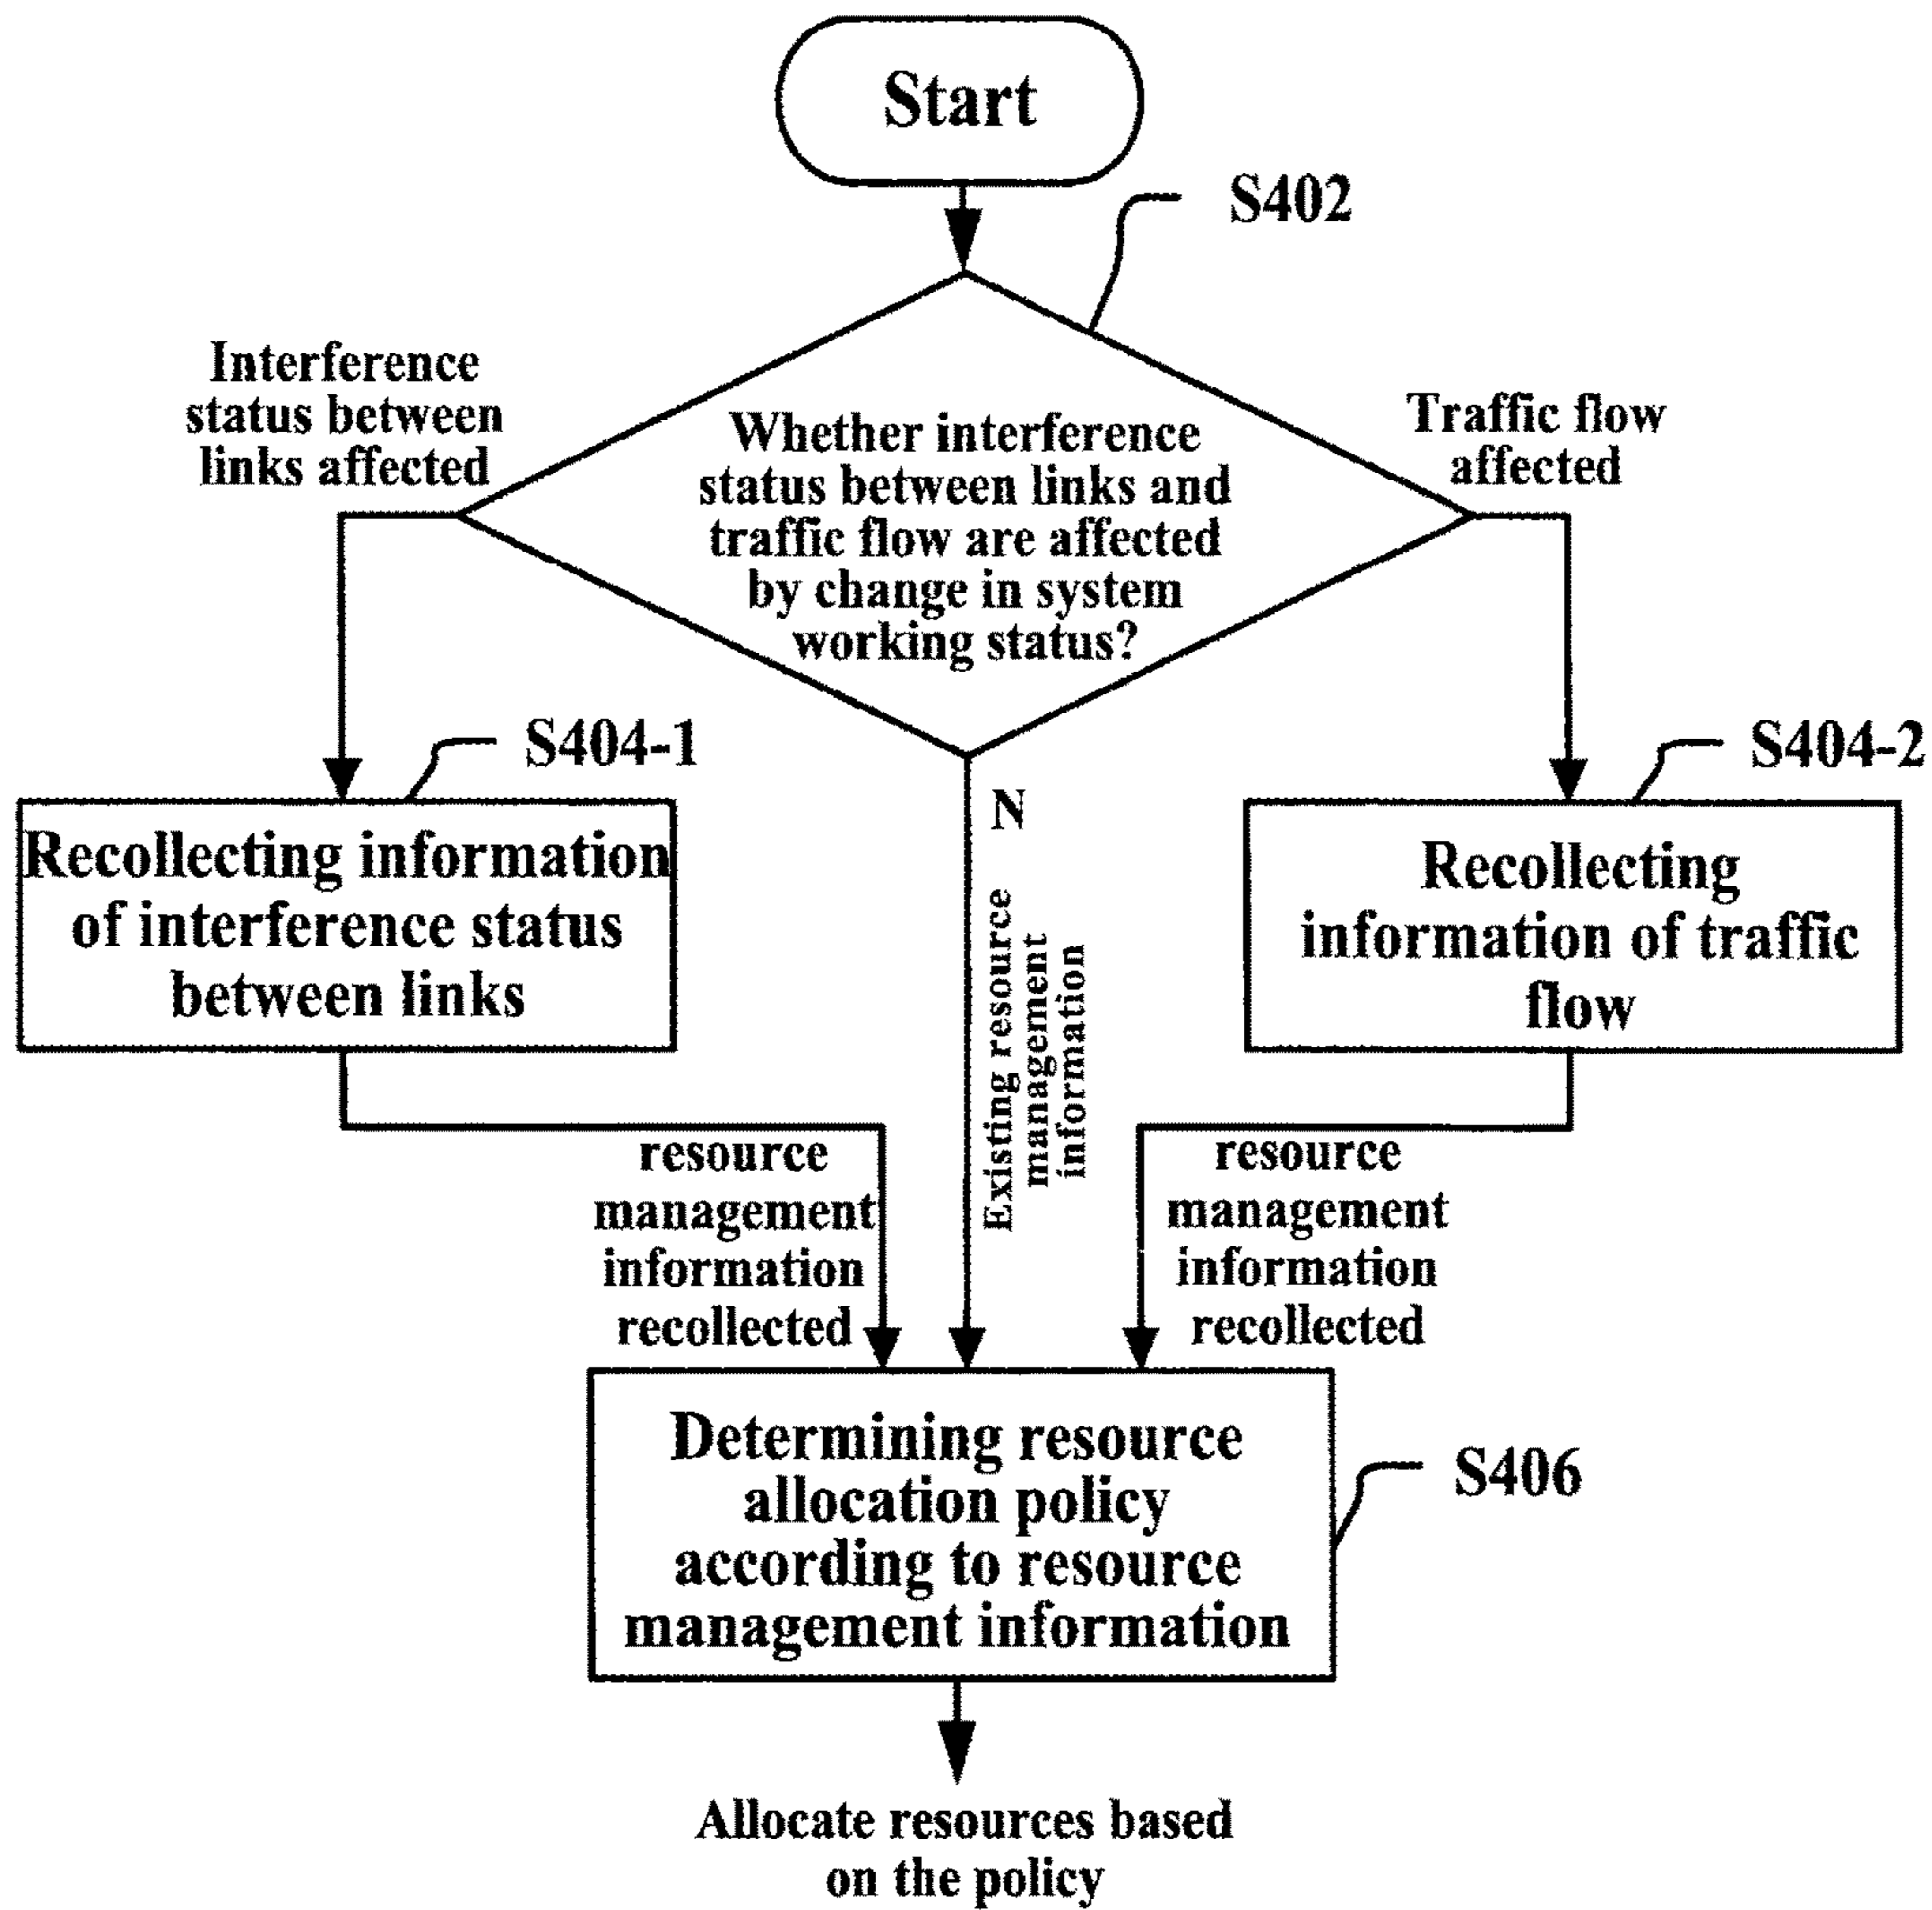 Start
S402
Interference
status between
links affected
Whether interference
status between links and
traffic flow are affected
by change in system
working status?
Traffic flow
affected
S404-1
S404-2
Recollecting information
of interference status
between links
N
Existing resource
management
information
Recollecting
information of traffic
flow
resource
management
information
recollected
resource
management
information
recollected
Determining resource
allocation policy
according to resource
management information
S406
Allocate resources based
on the policy